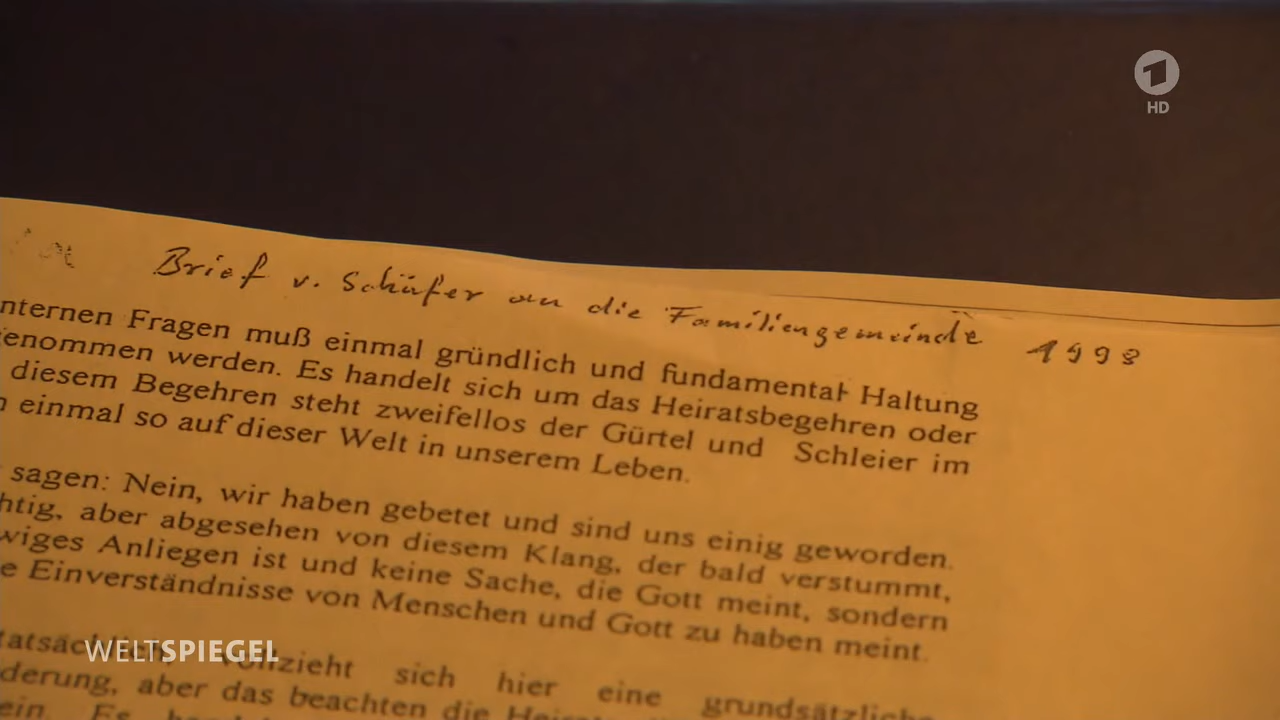 HD
Brief v. Schäfer an die Familiengemeinde 1998
nternen Fragen muß einmal gründlich und fundamental Haltung
enommen werden. Es handelt sich um das Heiratsbegehren oder
diesem Begehren steht zweifellos der Gürtel und Schleier im
einmal so auf dieser Welt in unserem Leben.
sagen: Nein, wir haben gebetet und sind uns einig geworden.
htig, aber abgesehen von diesem Klang, der bald verstummt,
wiges Anliegen ist und keine Sache, die Gott meint, sondern
e Einverständnisse von Menschen und Gott zu haben meint.
tatsächlich sich hier eine grundsätzliche
derung, aber das beachten die
ein. Es
WELTSPIEGEL